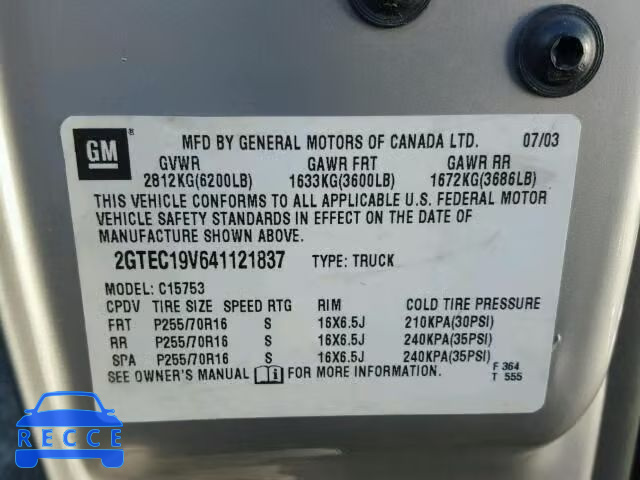 GM
MFD BY GENERAL MOTORS OF CANADA LTD. 07/03
GVWR GAWR FRT GAWR RR
2812KG(6200LB) 1633KG(3600LB) 1672KG(3686LB)
THIS VEHICLE CONFORMS TO ALL APPLICABLE U.S. FEDERAL MOTOR
VEHICLE SAFETY STANDARDS IN EFFECT ON THE DATE OF
MANUFACTURE SHOWN ABOVE.
2GTEC19V641121837 TYPE: TRUCK
MODEL: C15753
CPDV TIRE SIZE SPEED RTG RIM COLD TIRE PRESSURE
FRT P255/70R16 S 16X6.5J 210KPA(30PSI)
RR P255/70R16 S 16X6.5J 240KPA(35PSI)
SPA P255/70R16 S 16X6.5J 240KPA(35PSI)
SEE OWNER'S MANUAL FOR MORE INFORMATION.
F 364
T 555
RECCE